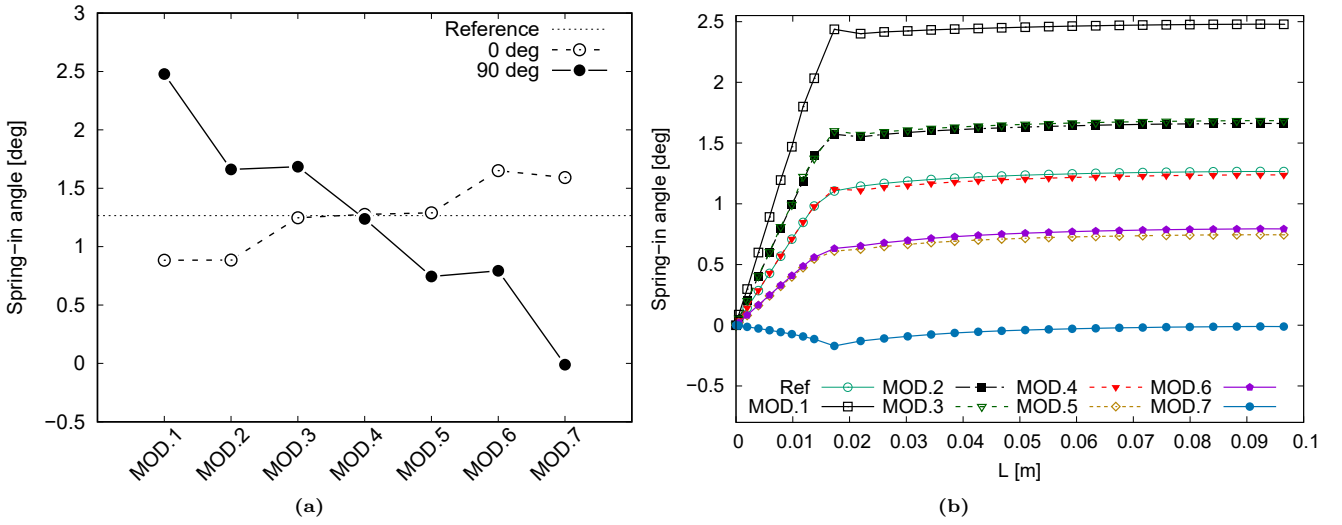 Reference
0 deg
90 deg
3
2.5
2
1.5
1
0.5
0
−0.5
Spring-in angle [deg]
MOD.1 MOD.2 MOD.3 MOD.4 MOD.5 MOD.6 MOD.7
(a)
2.5
2
1.5
1
0.5
0
−0.5
Spring-in angle [deg]
Ref MOD.2 MOD.4 MOD.6
MOD.1 MOD.3 MOD.5 MOD.7
0 0.01 0.02 0.03 0.04 0.05 0.06 0.07 0.08 0.09 0.1
L [m]
(b)